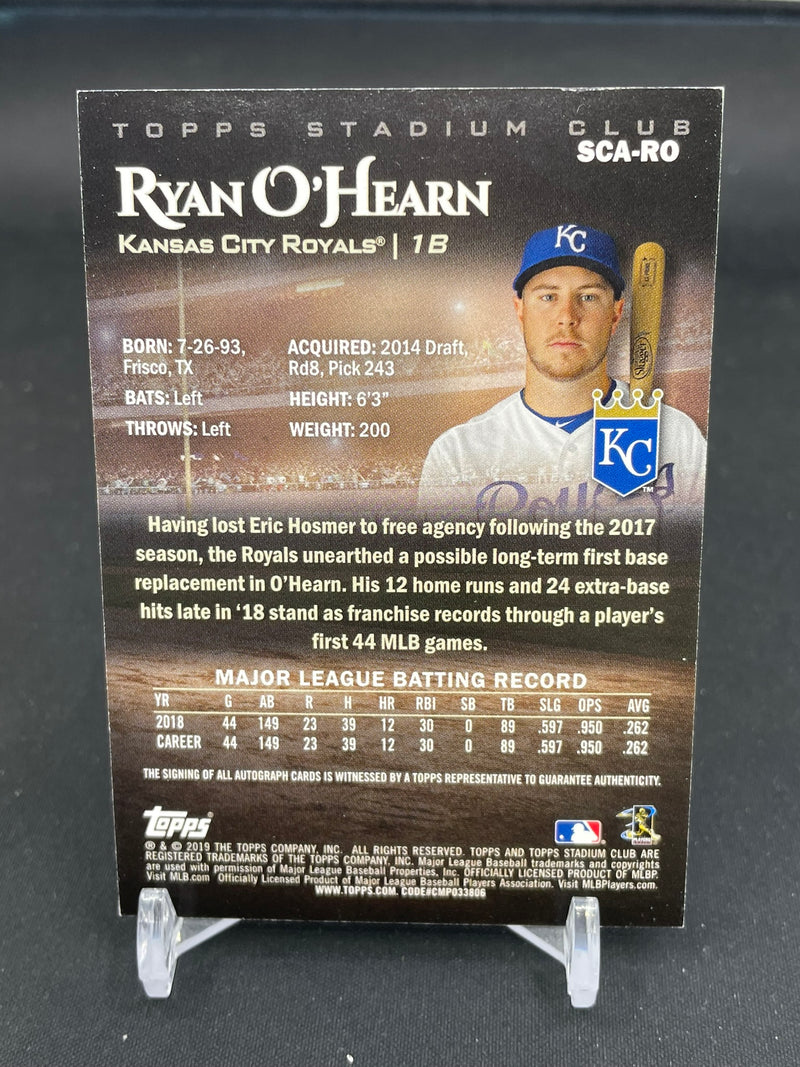 TOPPS STADIUM CLUB
SCA-RO
RYAN O'HEARN
KANSAS CITY ROYALS® | 1B
KC
BORN: 7-26-93, ACQUIRED: 2014 Draft,
Frisco, TX Rd8, Pick 243
BATS: Left HEIGHT: 6'3"
THROWS: Left WEIGHT: 200
Slugger
KC
TM
Royals
Having lost Eric Hosmer to free agency following the 2017
season, the Royals unearthed a possible long-term first base
replacement in O'Hearn. His 12 home runs and 24 extra-base
hits late in '18 stand as franchise records through a player's
first 44 MLB games.
MAJOR LEAGUE BATTING RECORD
YR G AB R H HR RBI SB TB SLG OPS AVG
2018 44 149 23 39 12 30 0 89 .597 .950 .262
CAREER 44 149 23 39 12 30 0 89 .597 .950 .262
THE SIGNING OF ALL AUTOGRAPH CARDS IS WITNESSED BY A TOPPS REPRESENTATIVE TO GUARANTEE AUTHENTICITY.
topps
® & © 2019 THE TOPPS COMPANY, INC. ALL RIGHTS RESERVED. TOPPS AND TOPPS STADIUM CLUB ARE
REGISTERED TRADEMARKS OF THE TOPPS COMPANY, INC. Major League Baseball trademarks and copyrights
are used with permission of Major League Baseball Properties, Inc. OFFICIALLY LICENSED PRODUCT OF MLBP.
Visit MLB.com Officially Licensed Product of Major League Baseball Players Association. Visit MLBPlayers.com.
WWW.TOPPS.COM. CODE#CMP033806